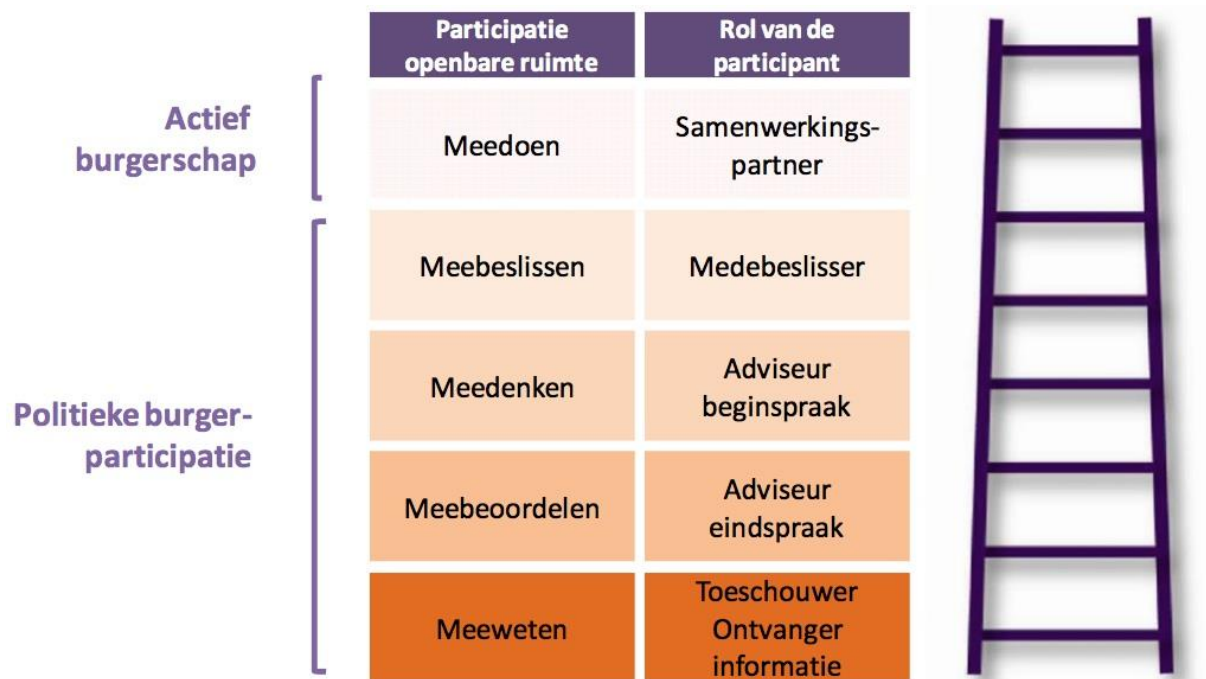 Participatie
openbare ruimte
Rol van de
participant
Actief
burgerschap
Meedoen
Samenwerkings-
partner
Meebeslissen
Medebeslisser
Politieke burger-
participatie
Meedenken
Adviseur
beginspraak
Meebeoordelen
Adviseur
eindspraak
Meeweten
Toeschouwer
Ontvanger
informatie